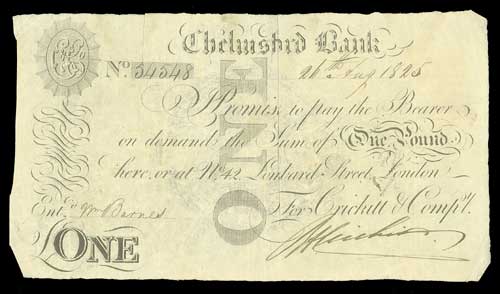 Chelmsford Bank
No. 34548 26th Aug 1825
I Promise to pay the Bearer
on demand the Sum of One Pound
here, or at No. 42 Lombard Street, London
Entd. Wm Barnes For Crickitt & Compy.
£ONE
ONE